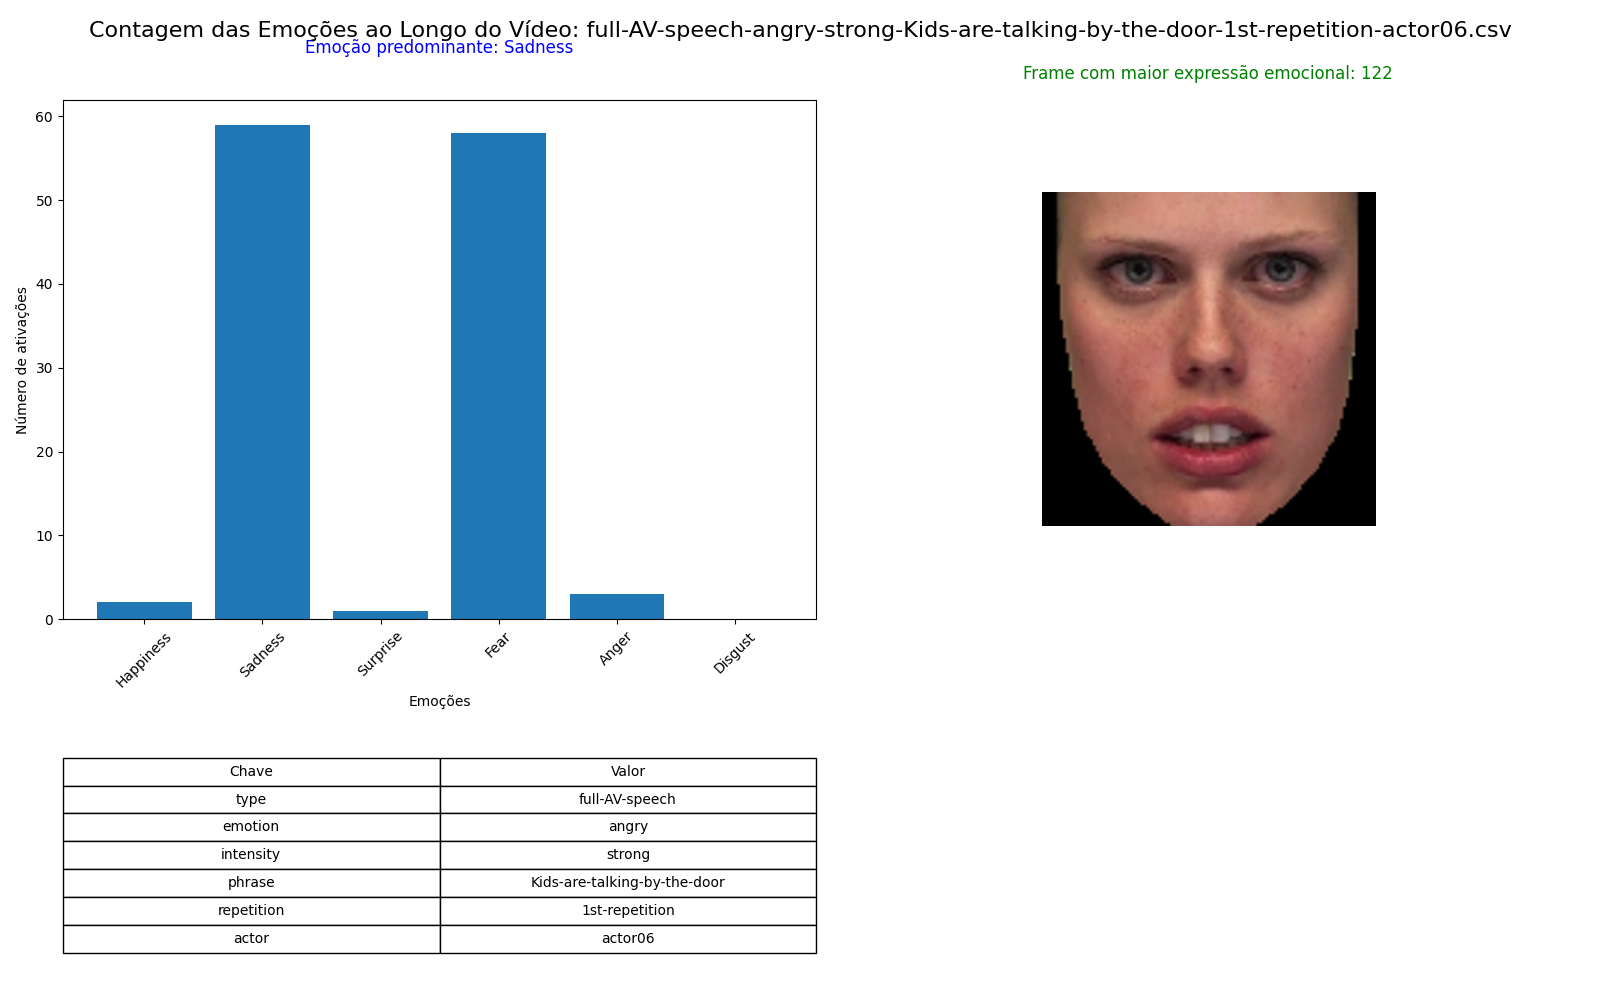 Contagem das Emoções ao Longo do Vídeo: full-AV-speech-angry-strong-Kids-are-talking-by-the-door-1st-repetition-actor06.csv
Emoção predominante: Sadness
Frame com maior expressão emocional: 122
60
50
40
30
20
10
0
Número de ativações
Happiness
Sadness
Surprise
Fear
Anger
Disgust
Emoções
Chave Valor
type full-AV-speech
emotion angry
intensity strong
phrase Kids-are-talking-by-the-door
repetition 1st-repetition
actor actor06